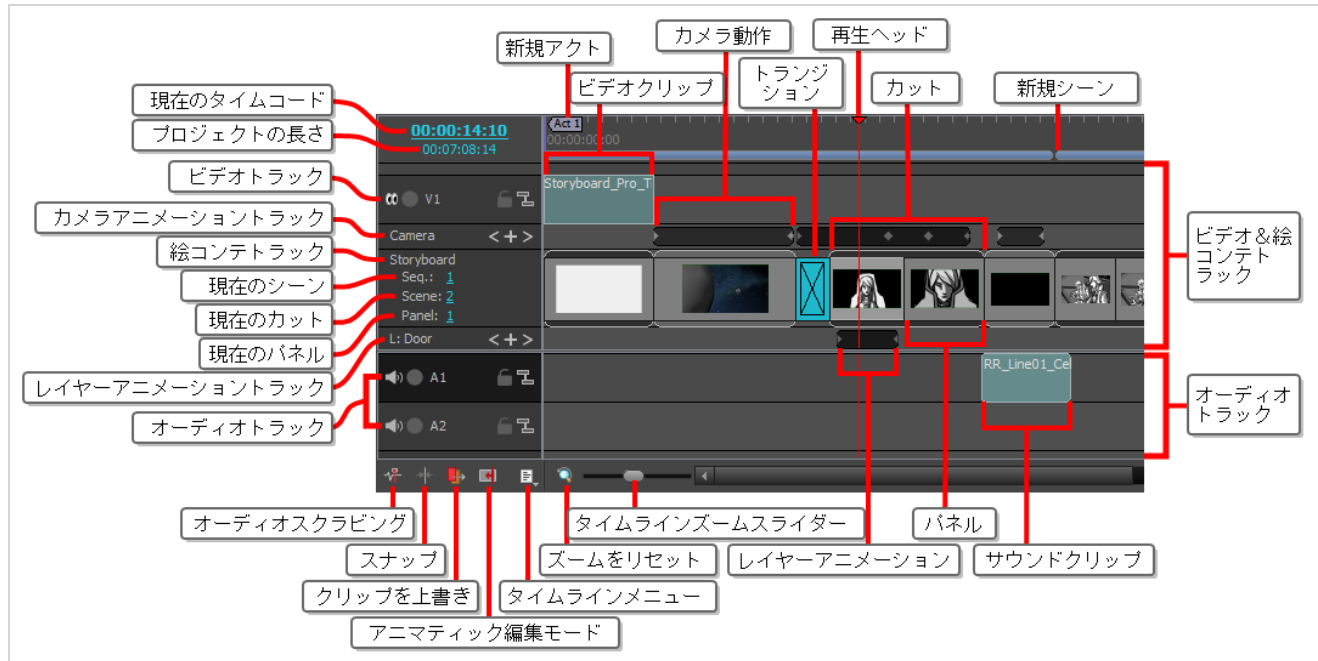 新規アクト
カメラ動作
再生ヘッド
ビデオクリップ
トランジ
ション
カット
新規シーン
現在のタイムコード
プロジェクトの長さ
ビデオトラック
カメラアニメーショントラック
絵コンテトラック
現在のシーン
現在のカット
現在のパネル
レイヤーアニメーショントラック
オーディオトラック
00:00:14:10
00:07:08:14
Act 1
00:00:00:00
V1
Storyboard_Pro_T
Camera
Storyboard
Seq.: 1
Scene: 2
Panel: 1
L: Door
A1
RR_Line01_Cel
A2
ビデオ&絵
コンテト
ラック
オーディオ
トラック
オーディオスクラビング
タイムラインズームスライダー
パネル
スナップ
ズームをリセット
レイヤーアニメーション
サウンドクリップ
クリップを上書き
タイムラインメニュー
アニマティック編集モード